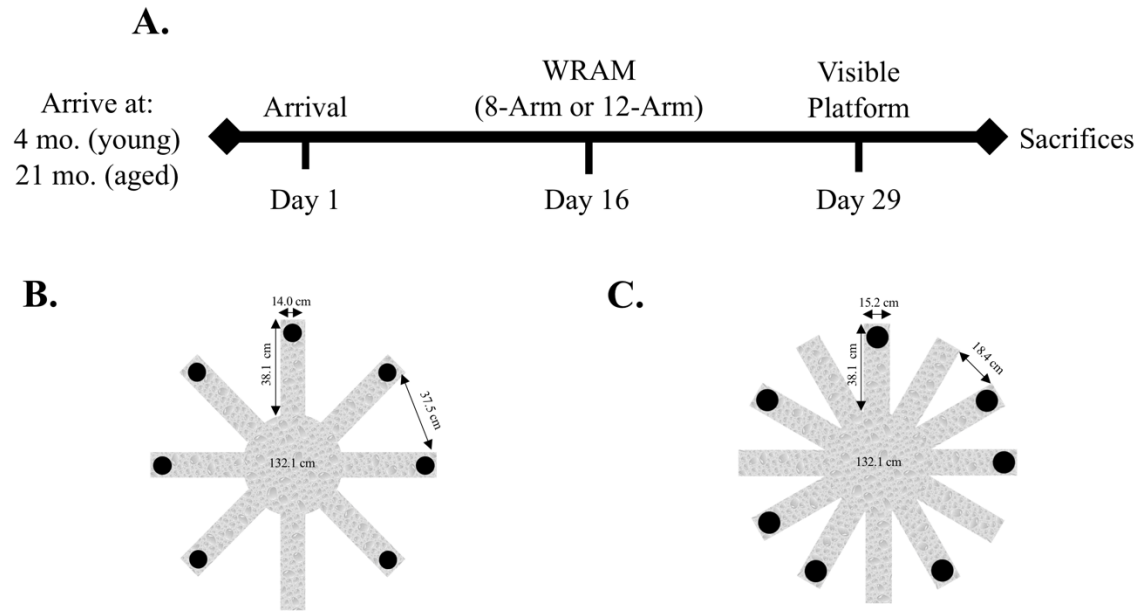 A.
Arrive at:
4 mo. (young)
21 mo. (aged)
Arrival
WRAM
(8-Arm or 12-Arm)
Visible
Platform
Sacrifices
Day 1
Day 16
Day 29
B.
14.0 cm
38.1 cm
37.5 cm
132.1 cm
C.
15.2 cm
38.1 cm
18.4 cm
132.1 cm